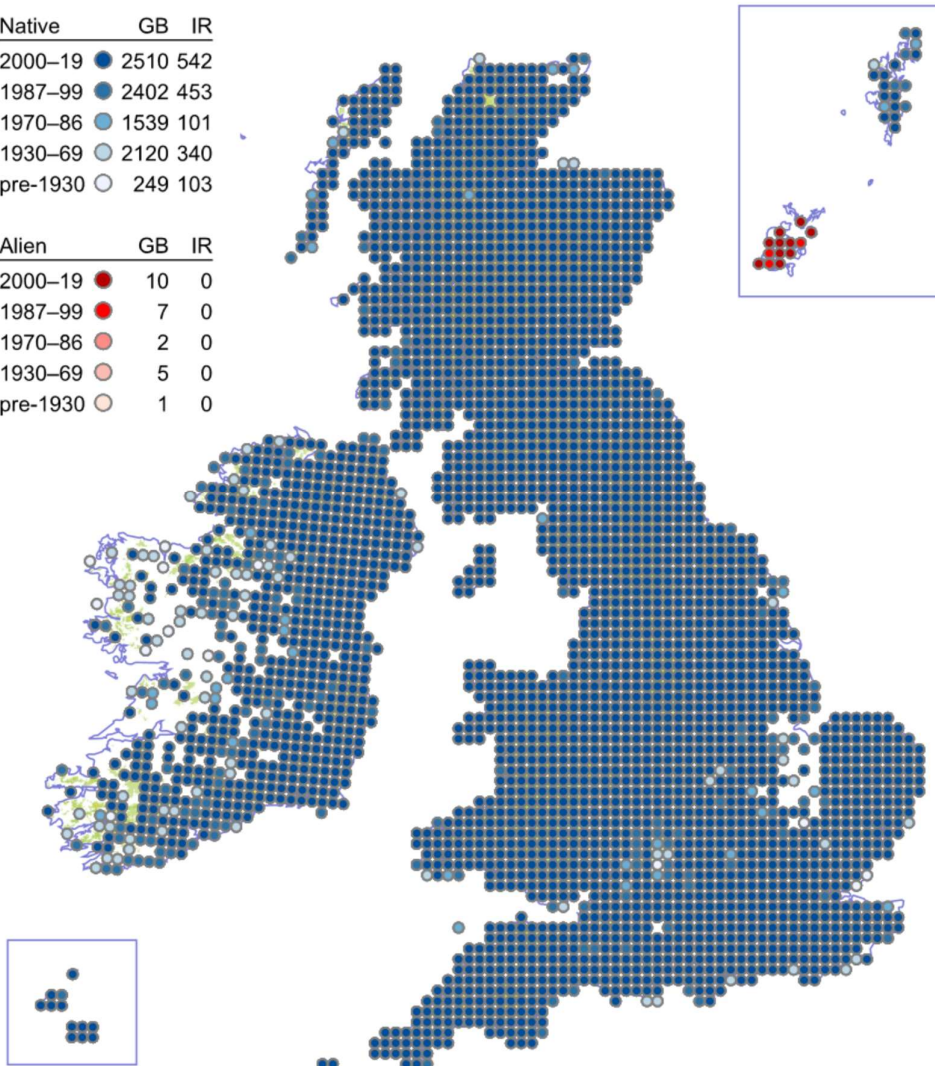 Native GB IR
2000–19 2510 542
1987–99 2402 453
1970–86 1539 101
1930–69 2120 340
pre-1930 249 103
Alien GB IR
2000–19 10 0
1987–99 7 0
1970–86 2 0
1930–69 5 0
pre-1930 1 0